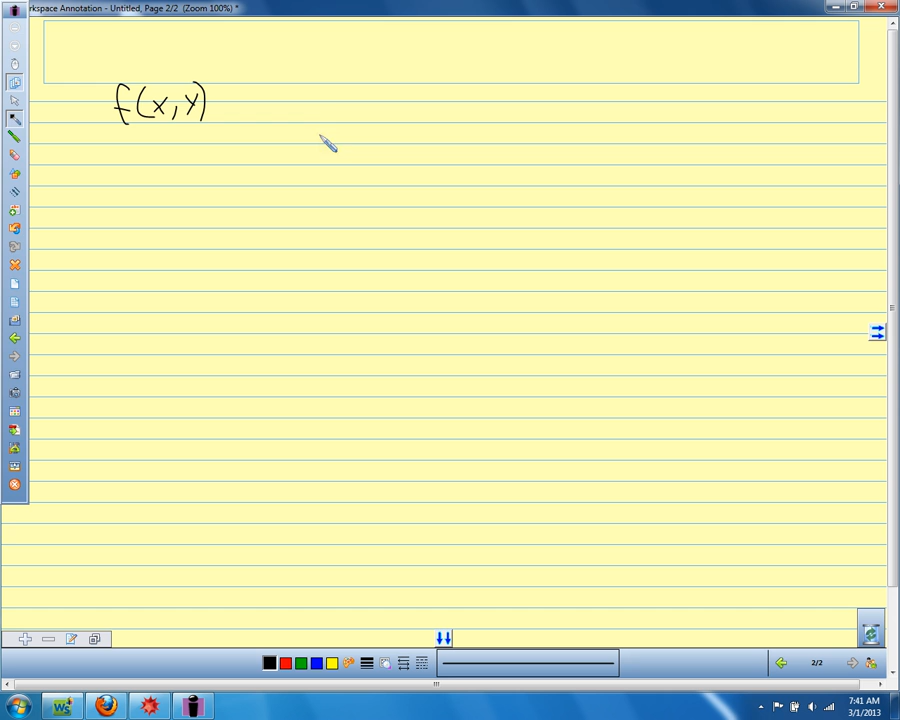 rkspace Annotation - Untitled, Page 2/2 (Zoom 100%) *
f(x,y)
2/2
7:41 AM
3/1/2013